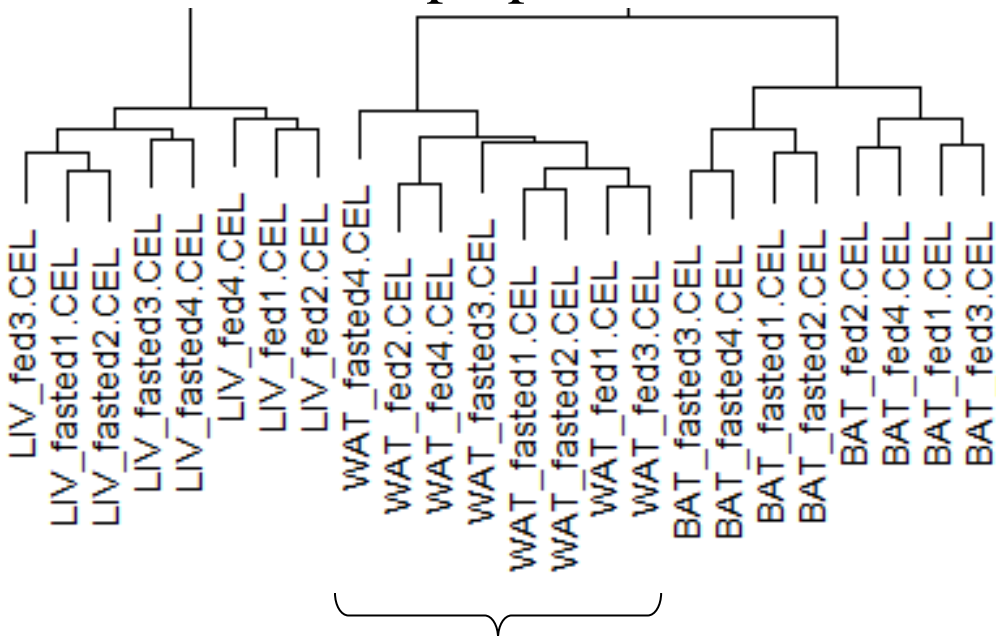 LIV_fed3.CEL
LIV_fasted1.CEL
LIV_fasted2.CEL
LIV_fasted3.CEL
LIV_fasted4.CEL
LIV_fed4.CEL
LIV_fed1.CEL
LIV_fed2.CEL
WAT_fasted4.CEL
WAT_fed2.CEL
WAT_fed4.CEL
WAT_fasted3.CEL
WAT_fasted1.CEL
WAT_fasted2.CEL
WAT_fed1.CEL
WAT_fed3.CEL
BAT_fasted3.CEL
BAT_fasted4.CEL
BAT_fasted1.CEL
BAT_fasted2.CEL
BAT_fed2.CEL
BAT_fed4.CEL
BAT_fed1.CEL
BAT_fed3.CEL